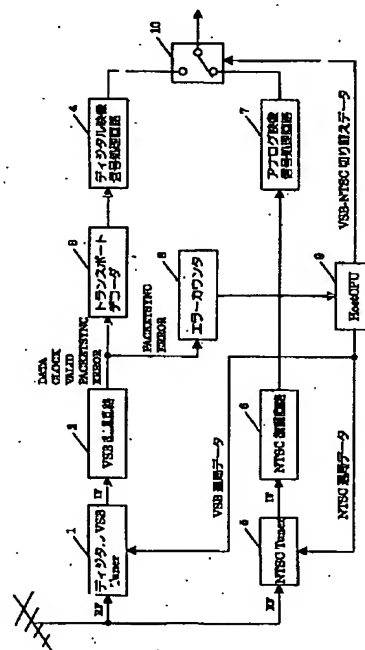 RF
1
ディジタル VSB
Tuner
IF
2
VSB 復調回路
DATA
CLOCK
VALID
PACKETSYNC
ERROR
3
トランスポート
デコーダ
4
ディジタル映像
信号処理回路
10
PACKETSYNC
ERROR
8
エラーカウンタ
VSB 選局データ
RF
5
NTSC Tuner
IF
6
NTSC 復調回路
7
アナログ映像
信号処理回路
NTSC 選局データ
9
HostCPU
VSB-NTSC 切り替えデータ